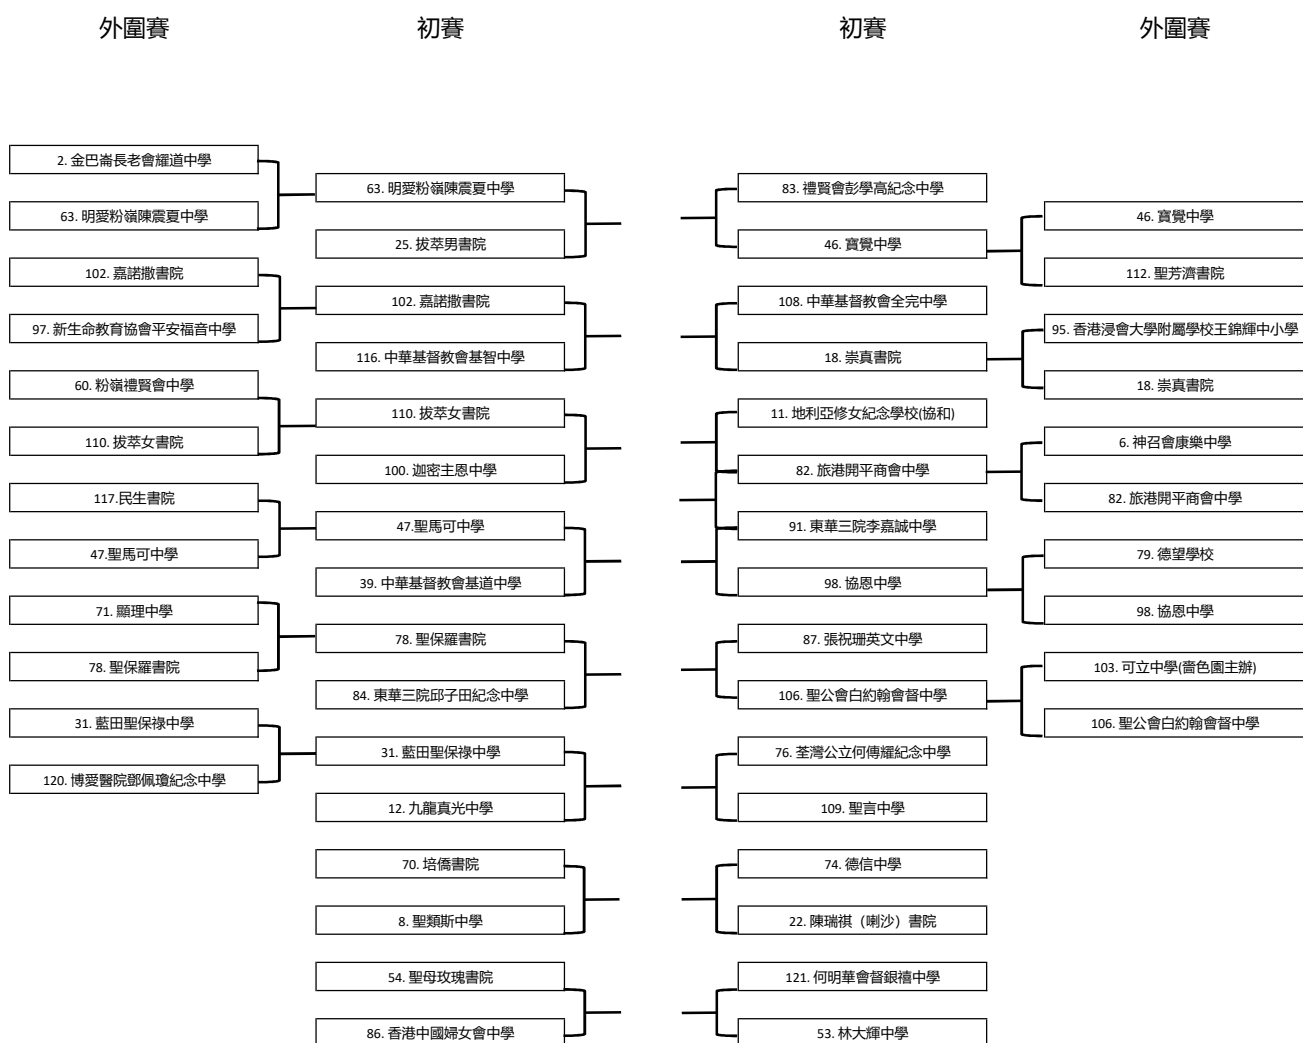 外圍賽
初賽
初賽
外圍賽
2. 金巴崙長老會耀道中學
63. 明愛粉嶺陳震夏中學
102. 嘉諾撒書院
97. 新生命教育協會平安福音中學
60. 粉嶺禮賢會中學
110. 拔萃女書院
117.民生書院
47.聖馬可中學
71. 顯理中學
78. 聖保羅書院
31. 藍田聖保祿中學
120. 博愛醫院鄧佩瓊紀念中學
63. 明愛粉嶺陳震夏中學
25. 拔萃男書院
102. 嘉諾撒書院
116. 中華基督教會基智中學
110. 拔萃女書院
100. 迦密主恩中學
47.聖馬可中學
39. 中華基督教會基道中學
78. 聖保羅書院
84. 東華三院邱子田紀念中學
31. 藍田聖保祿中學
12. 九龍真光中學
70. 培僑書院
8. 聖類斯中學
54. 聖母玫瑰書院
86. 香港中國婦女會中學
83. 禮賢會彭學高紀念中學
46. 寶覺中學
108. 中華基督教會全完中學
18. 崇真書院
11. 地利亞修女紀念學校(協和)
82. 旅港開平商會中學
91. 東華三院李嘉誠中學
98. 協恩中學
87. 張祝珊英文中學
106. 聖公會白約翰會督中學
76. 荃灣公立何傳耀紀念中學
109. 聖言中學
74. 德信中學
22. 陳瑞祺（喇沙）書院
121. 何明華會督銀禧中學
53. 林大輝中學
46. 寶覺中學
112. 聖芳濟書院
95. 香港浸會大學附屬學校王錦輝中小學
18. 崇真書院
6. 神召會康樂中學
82. 旅港開平商會中學
79. 德望學校
98. 協恩中學
103. 可立中學(嗇色園主辦)
106. 聖公會白約翰會督中學